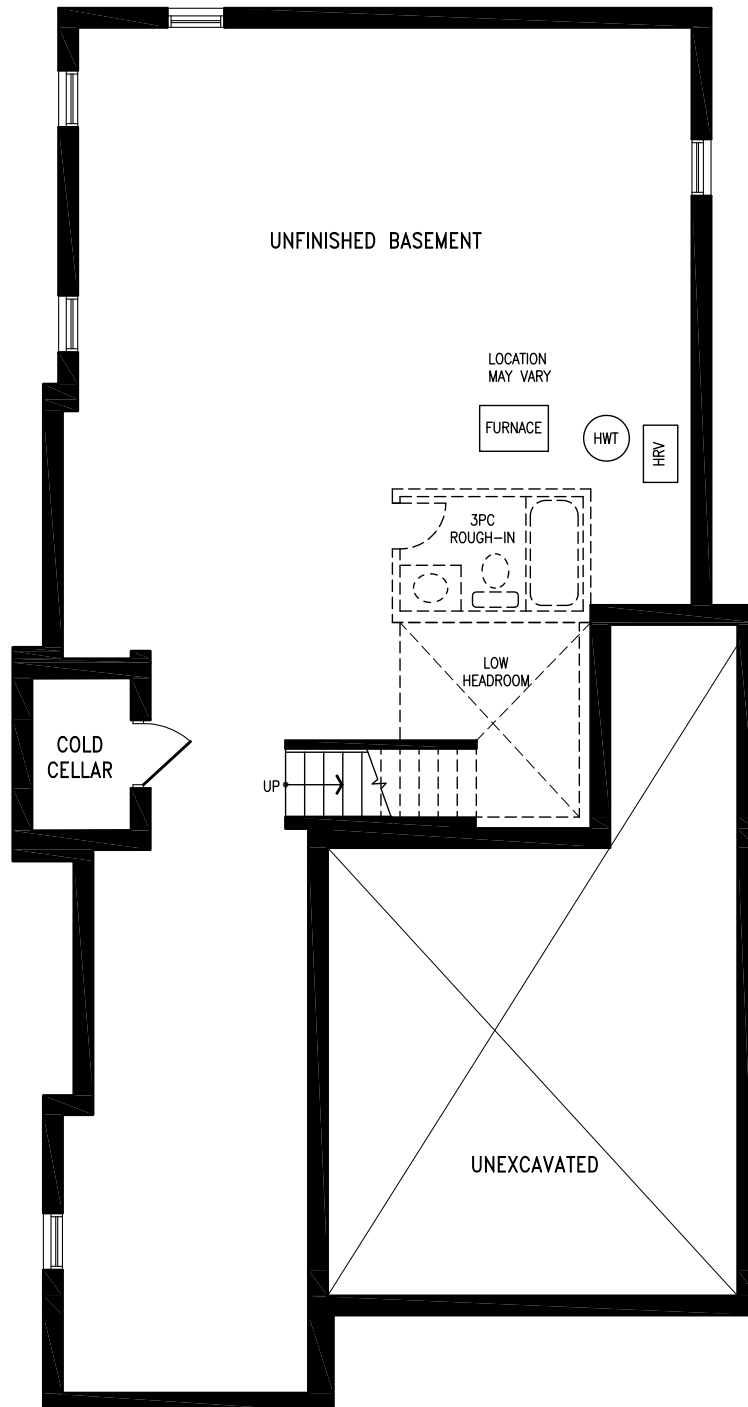 UNFINISHED BASEMENT
LOCATION
MAY VARY
FURNACE
HWT
HRV
3PC
ROUGH-IN
LOW
HEADROOM
COLD
CELLAR
UP
UNEXCAVATED